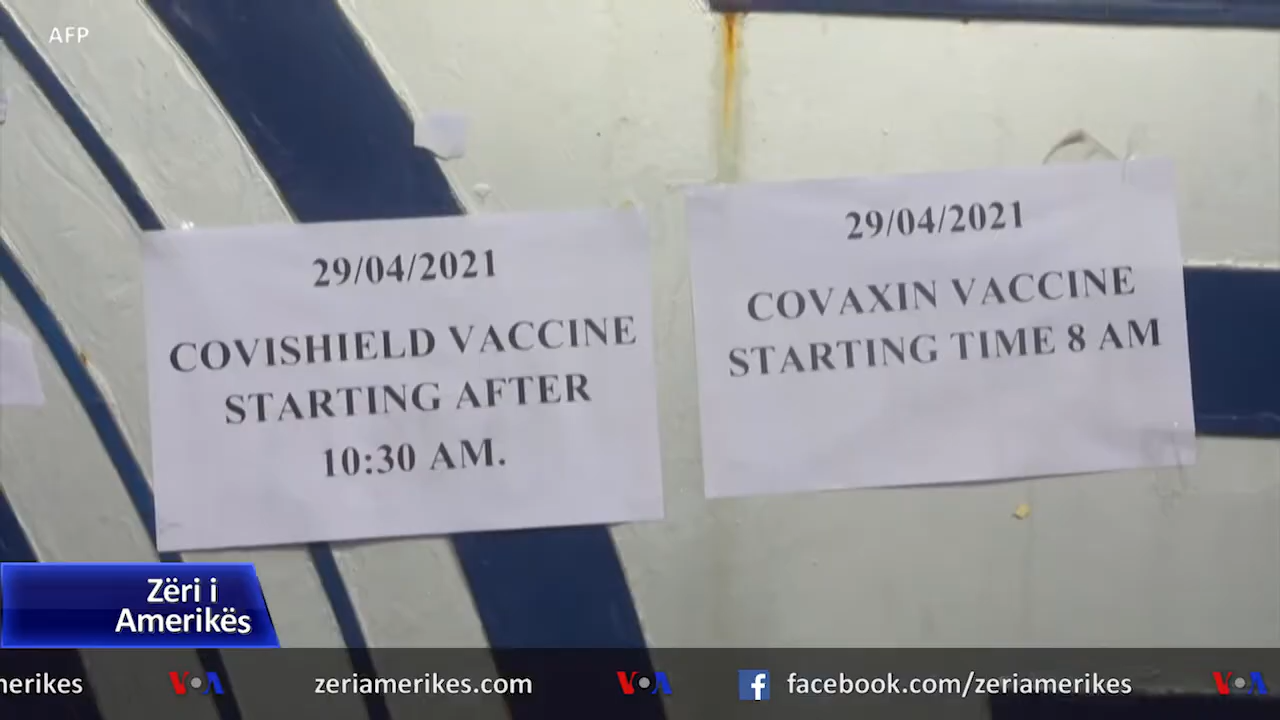 AFP
29/04/2021
COVISHIELD VACCINE
STARTING AFTER
10:30 AM.
29/04/2021
COVAXIN VACCINE
STARTING TIME 8 AM
Zëri i
Amerikës
merikes VOA zeriamerikes.com VOA facebook.com/zeriamerikes VOA